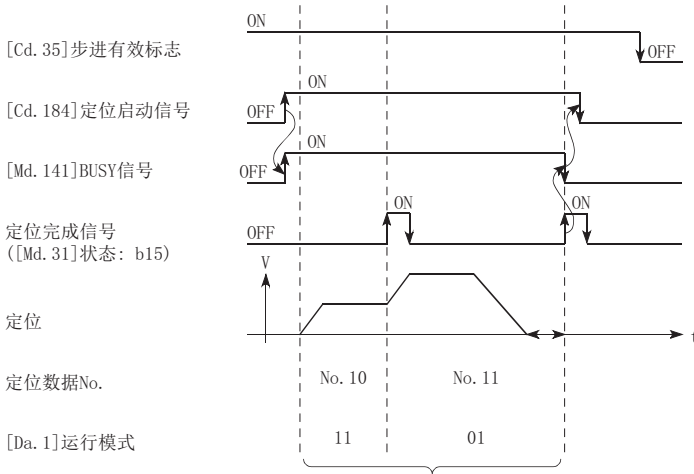 ON
[Cd.35]步进有效标志
OFF
ON
[Cd.184]定位启动信号
OFF
ON
[Md.141]BUSY信号
OFF
定位完成信号
([Md.31]状态: b15)
OFF
ON
ON
V
定位
t
定位数据No.
No.10
No.11
[Da.1]运行模式
11
01